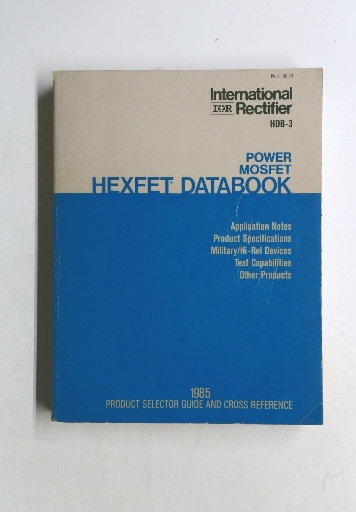 International
IOR Rectifier
HDB-3
POWER
MOSFET
HEXFET DATABOOK
Application Notes
Product Specifications
Military/Hi-Rel Devices
Test Capabilities
Other Products
1985
PRODUCT SELECTOR GUIDE AND CROSS REFERENCE